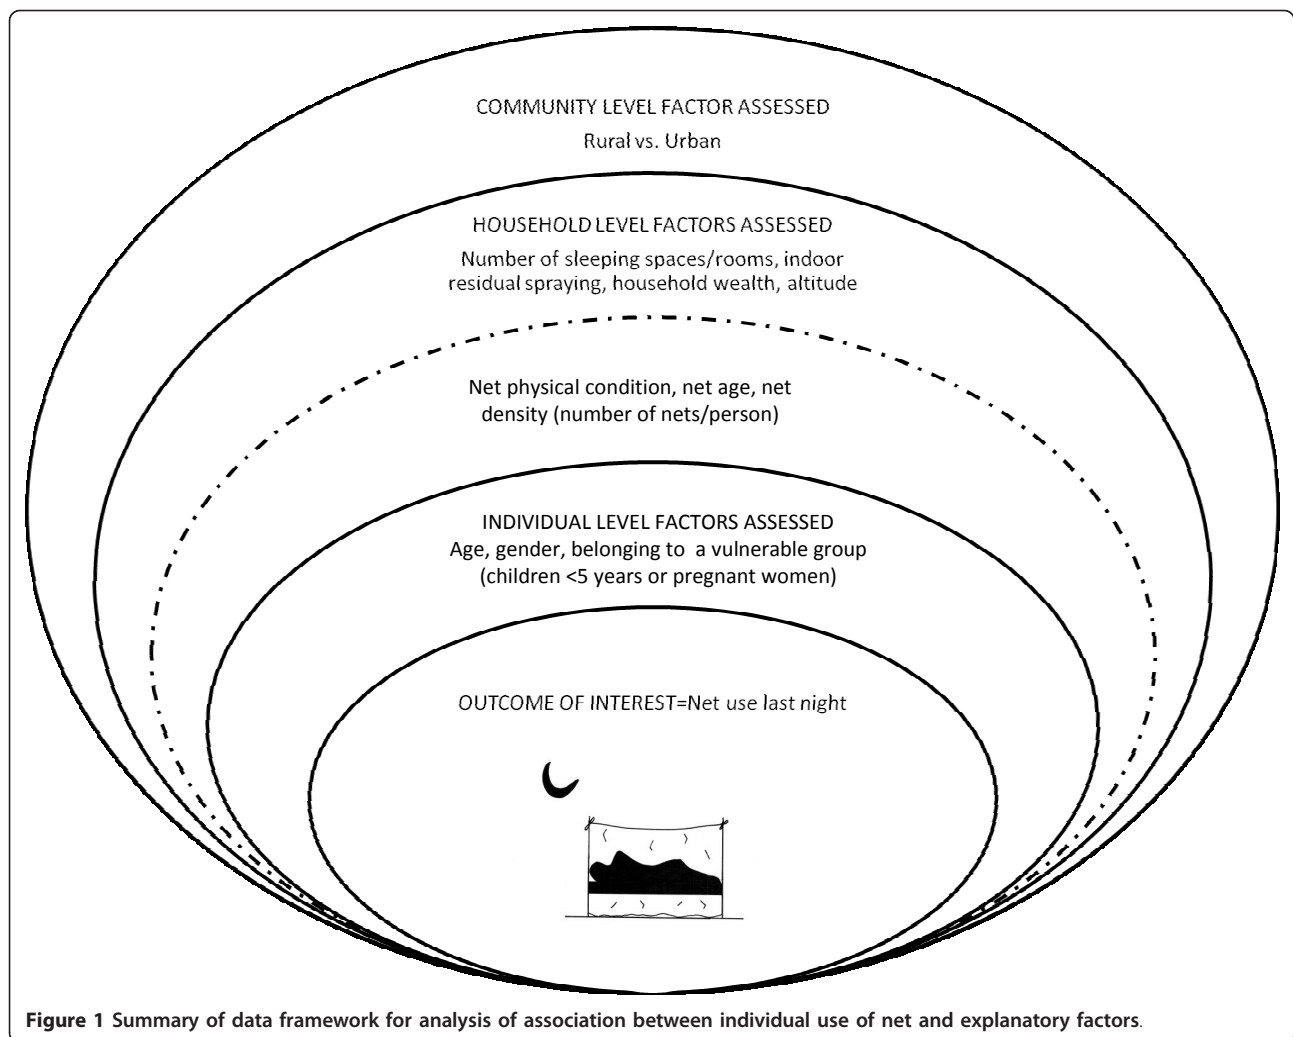 COMMUNITY LEVEL FACTOR ASSESSED
Rural vs. Urban
HOUSEHOLD LEVEL FACTORS ASSESSED
Number of sleeping spaces/rooms, indoor
residual spraying, household wealth, altitude
Net physical condition, net age, net
density (number of nets/person)
INDIVIDUAL LEVEL FACTORS ASSESSED
Age, gender, belonging to a vulnerable group
(children <5 years or pregnant women)
OUTCOME OF INTEREST=Net use last night
Figure 1 Summary of data framework for analysis of association between individual use of net and explanatory factors.